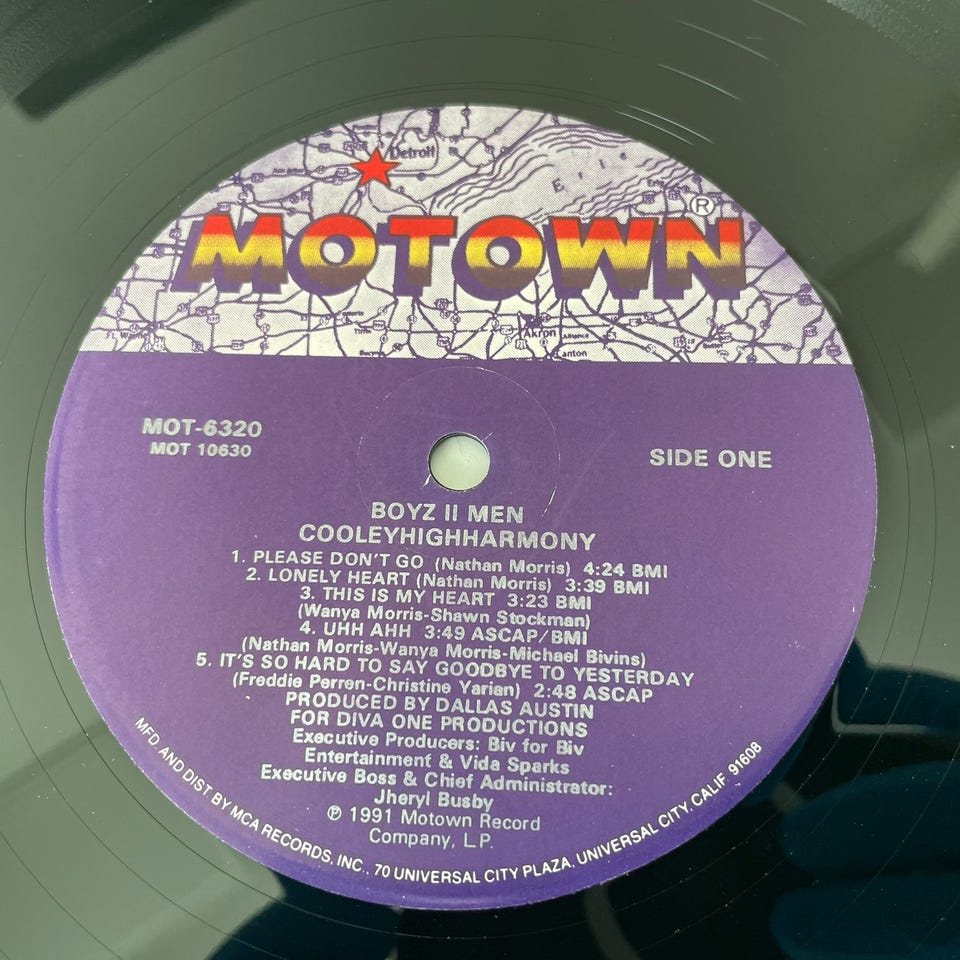 Detroit
Erie
®
MOTOWN
Akron
Alliance
Canton
MOT-6320
MOT 10630
SIDE ONE
BOYZ II MEN
COOLEYHIGHHARMONY
1. PLEASE DON'T GO (Nathan Morris) 4:24 BMI
2. LONELY HEART (Nathan Morris) 3:39 BMI
3. THIS IS MY HEART 3:23 BMI
(Wanya Morris-Shawn Stockman)
4. UHH AHH 3:49 ASCAP/BMI
(Nathan Morris-Wanya Morris-Michael Bivins)
5. IT'S SO HARD TO SAY GOODBYE TO YESTERDAY
(Freddie Perren-Christine Yarian) 2:48 ASCAP
PRODUCED BY DALLAS AUSTIN
FOR DIVA ONE PRODUCTIONS
Executive Producers: Biv for Biv
Entertainment & Vida Sparks
Executive Boss & Chief Administrator:
Jheryl Busby
℗ 1991 Motown Record
Company, L.P.
MFD. AND DIST BY MCA RECORDS, INC., 70 UNIVERSAL CITY PLAZA, UNIVERSAL CITY, CALIF. 91608